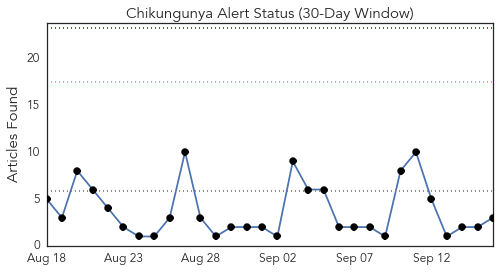 Chikungunya Alert Status (30-Day Window)
Articles Found
20
15
10
5
0
Aug 18
Aug 23
Aug 28
Sep 02
Sep 07
Sep 12